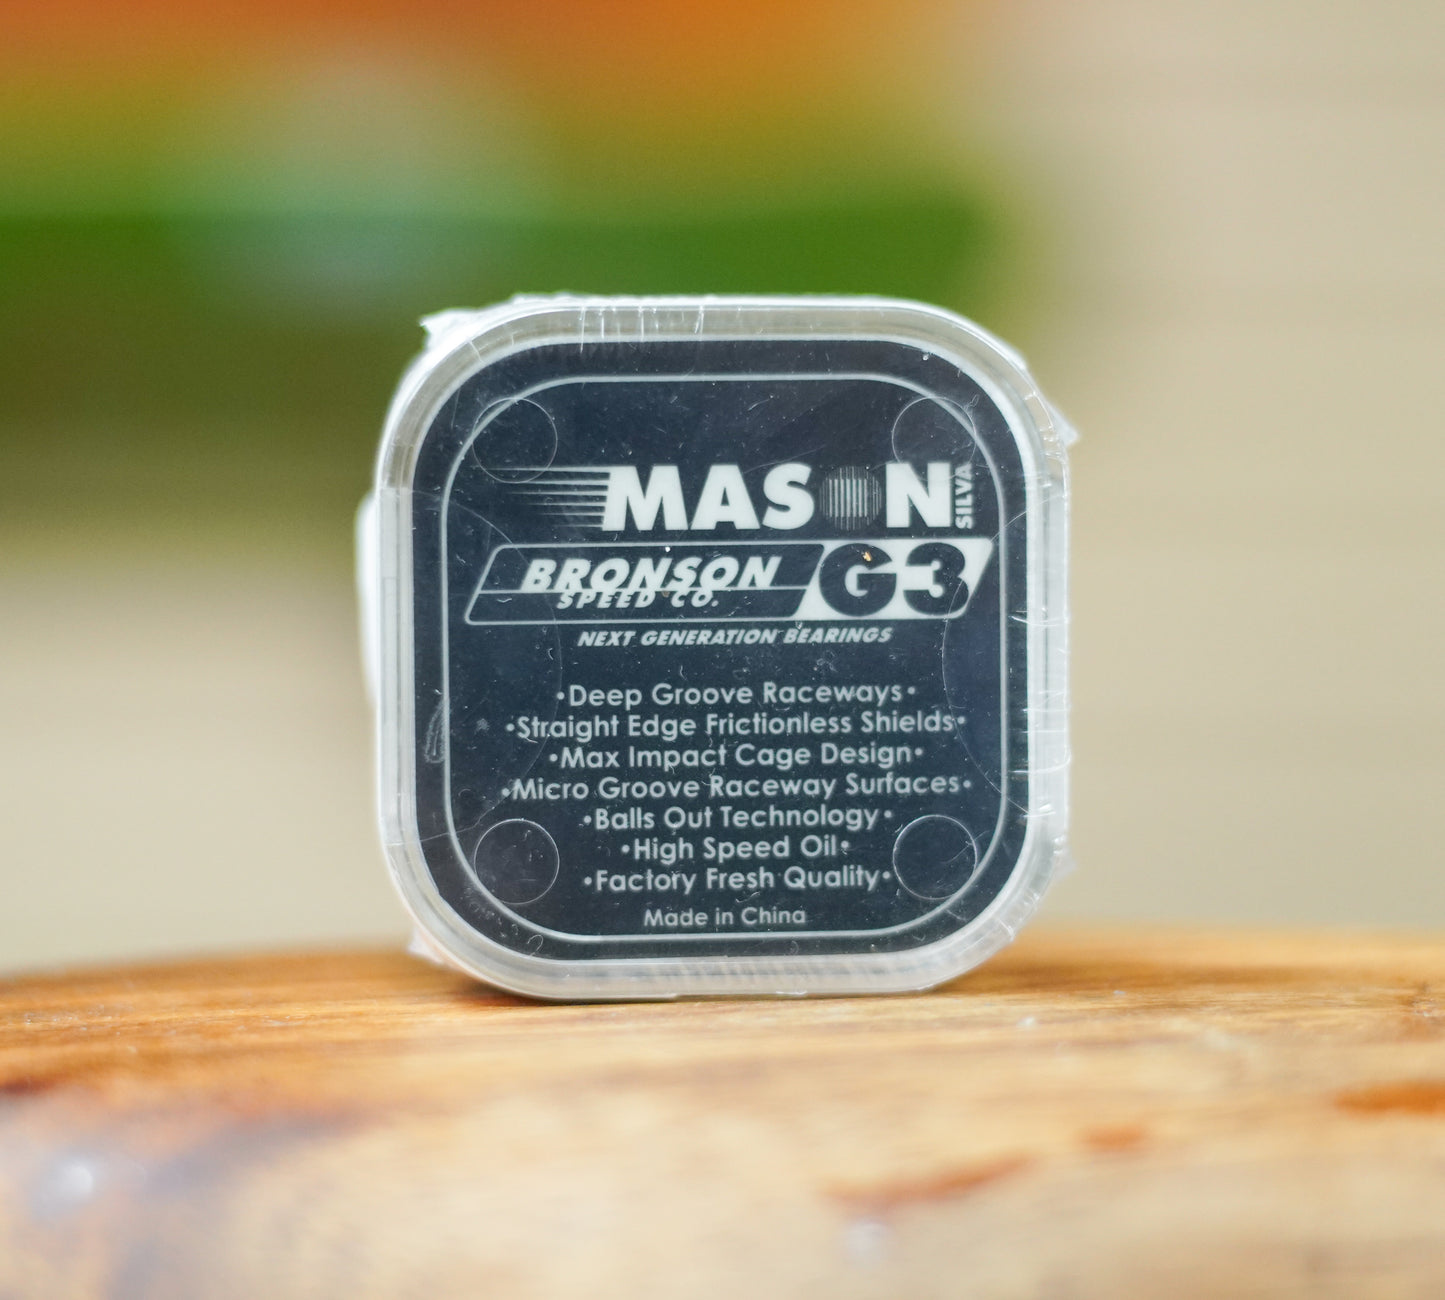 MASON SILVA
BRONSON G3
SPEED CO.
NEXT GENERATION BEARINGS
•Deep Groove Raceways•
•Straight Edge Frictionless Shields•
•Max Impact Cage Design•
•Micro Groove Raceway Surfaces•
•Balls Out Technology•
•High Speed Oil•
•Factory Fresh Quality•
Made in China